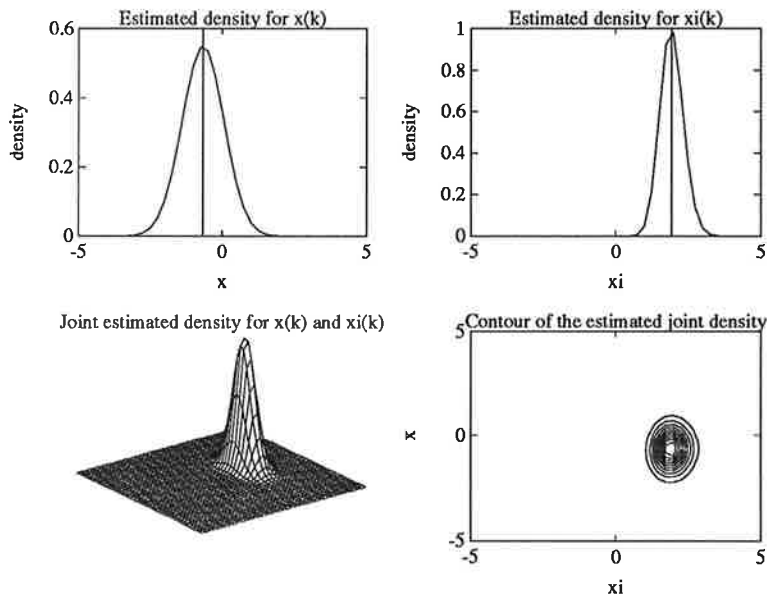 Estimated density for x(k)
0.6
0.4
0.2
0
density
-5
0
5
x
Estimated density for xi(k)
1
0.8
0.6
0.4
0.2
0
density
-5
0
5
xi
Joint estimated density for x(k) and xi(k)
Contour of the estimated joint density
5
0
-5
x
0
5
xi